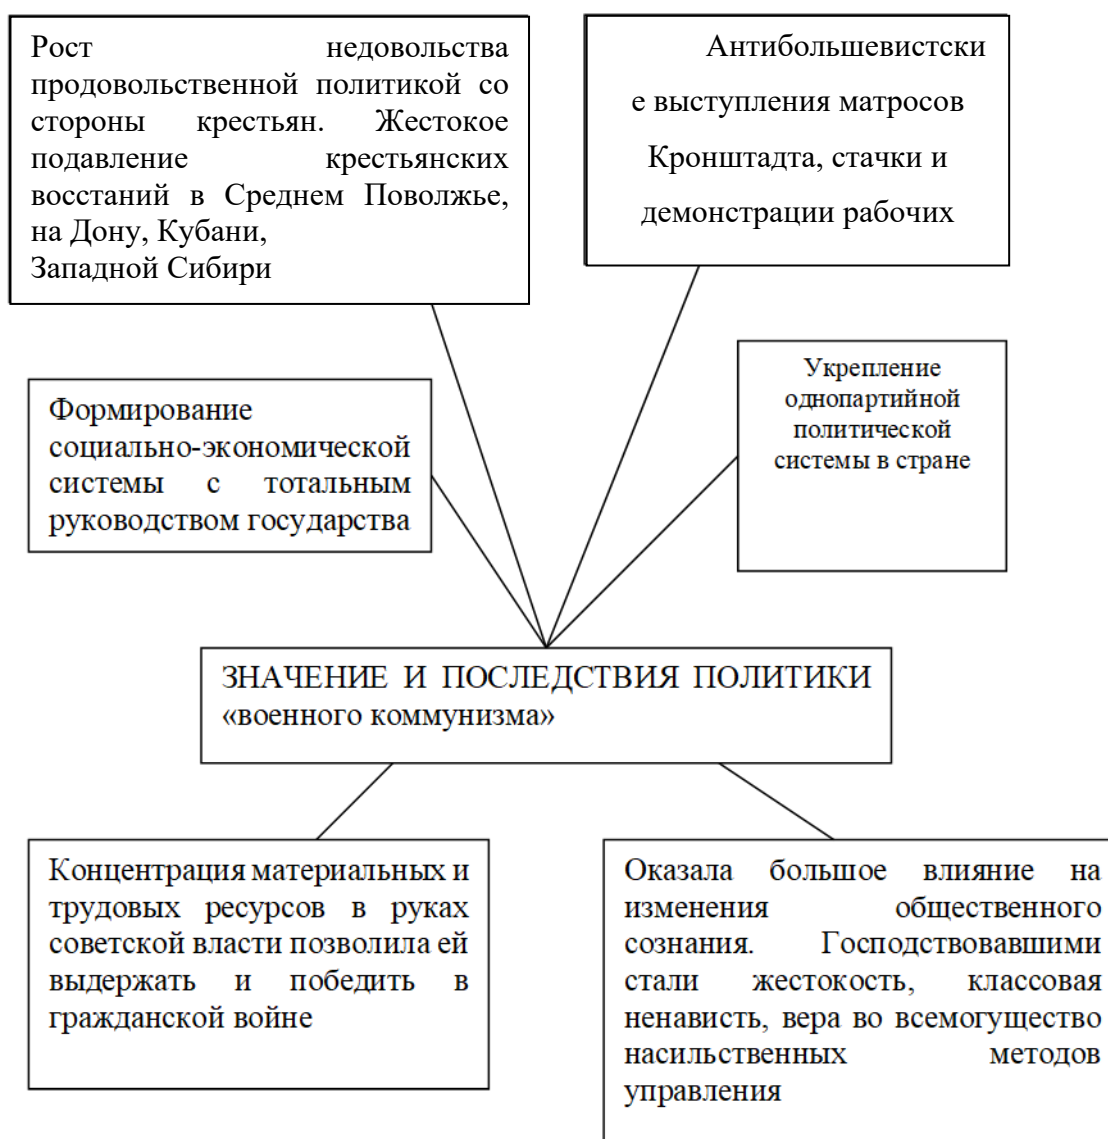 Рост недовольства
продовольственной политикой со
стороны крестьян. Жестокое
подавление крестьянских
восстаний в Среднем Поволжье,
на Дону, Кубани,
Западной Сибири
Антибольшевистски
е выступления матросов
Кронштадта, стачки и
демонстрации рабочих
Формирование
социально-экономической
системы с тотальным
руководством государства
Укрепление
однопартийной
политической
системы в стране
ЗНАЧЕНИЕ И ПОСЛЕДСТВИЯ ПОЛИТИКИ
«военного коммунизма»
Концентрация материальных и
трудовых ресурсов в руках
советской власти позволила ей
выдержать и победить в
гражданской войне
Оказала большое влияние на
изменения общественного
сознания. Господствовавшими
стали жестокость, классовая
ненависть, вера во всемогущество
насильственных методов
управления